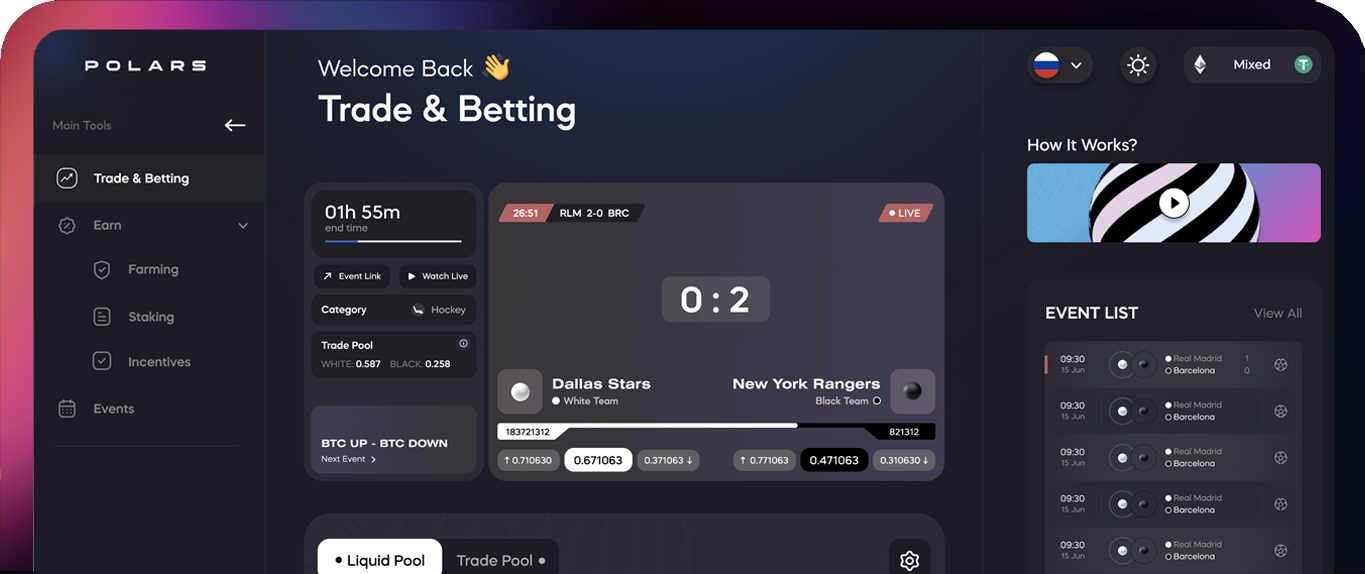 POLARS
Main Tools
Trade & Betting
Earn
Farming
Staking
Incentives
Events
Welcome Back 👋
Trade & Betting
01h 55m
end time
Event Link
Watch Live
Category
Hockey
Trade Pool
WHITE: 0.587 BLACK: 0.258
BTC UP - BTC DOWN
Next Event >
26:51 RLM 2-0 BRC
LIVE
0 : 2
Dallas Stars
White Team
New York Rangers
Black Team
183721312
821312
↑ 0.710630
0.671063
0.371063 ↓
↑ 0.771063
0.471063
0.310630 ↓
Liquid Pool
Trade Pool
Mixed
How It Works?
EVENT LIST
View All
09:30
15 Jun
Real Madrid 1
Barcelona 0
09:30
15 Jun
Real Madrid
Barcelona
09:30
15 Jun
Real Madrid
Barcelona
09:30
15 Jun
Real Madrid
Barcelona
09:30
15 Jun
Real Madrid
Barcelona